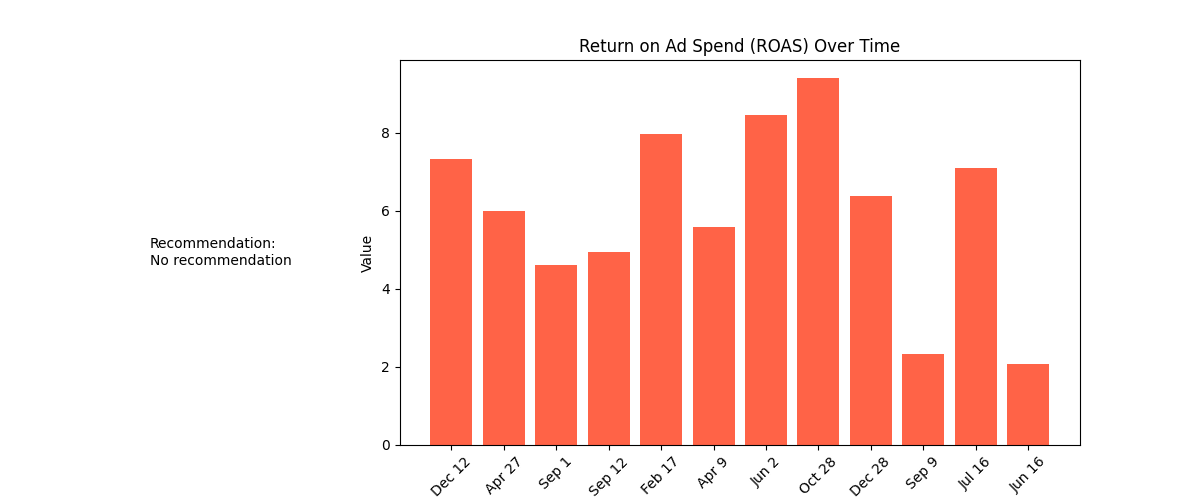 Return on Ad Spend (ROAS) Over Time
Recommendation:
No recommendation
Value
8
6
4
2
0
Dec 12
Apr 27
Sep 1
Sep 12
Feb 17
Apr 9
Jun 2
Oct 28
Dec 28
Sep 9
Jul 16
Jun 16